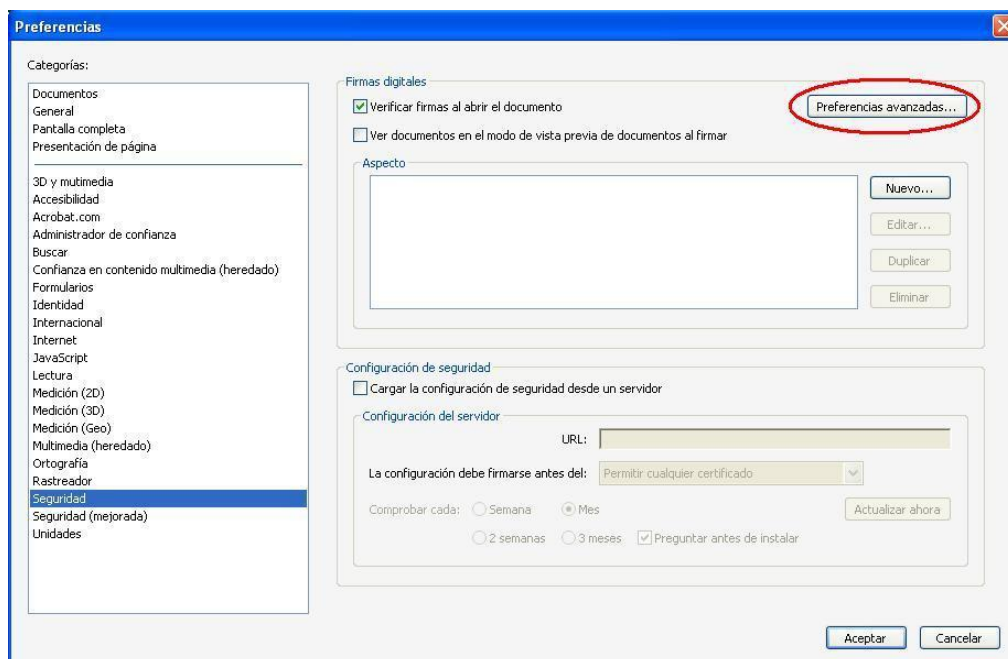 Preferencias
Categorías:
Documentos
General
Pantalla completa
Presentación de página
3D y mutimedia
Accesibilidad
Acrobat.com
Administrador de confianza
Buscar
Confianza en contenido multimedia (heredado)
Formularios
Identidad
Internacional
Internet
JavaScript
Lectura
Medición (2D)
Medición (3D)
Medición (Geo)
Multimedia (heredado)
Ortografía
Rastreador
Seguridad
Seguridad (mejorada)
Unidades
Firmas digitales
Verificar firmas al abrir el documento
Preferencias avanzadas...
Ver documentos en el modo de vista previa de documentos al firmar
Aspecto
Nuevo...
Editar...
Duplicar
Eliminar
Configuración de seguridad
Cargar la configuración de seguridad desde un servidor
Configuración del servidor
URL:
La configuración debe firmarse antes del: Permitir cualquier certificado
Comprobar cada: Semana Mes Actualizar ahora
2 semanas 3 meses Preguntar antes de instalar
Aceptar Cancelar